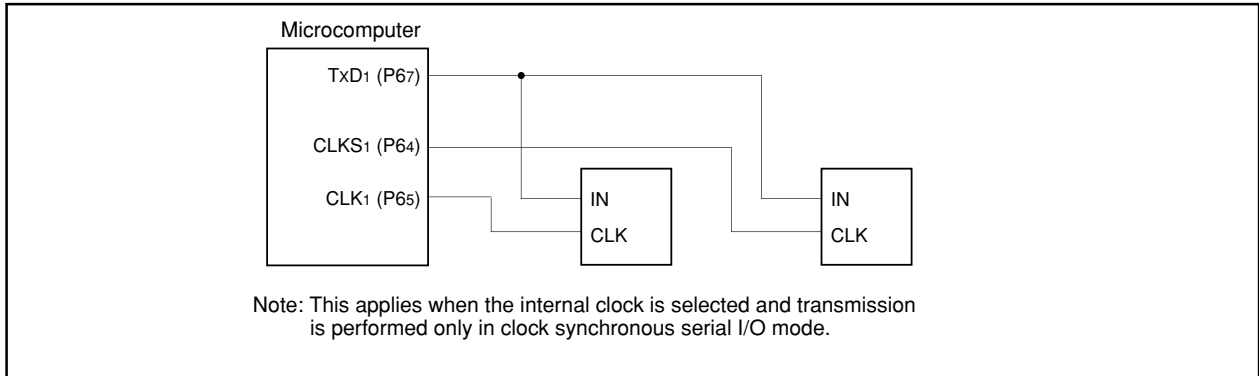 Microcomputer
TxD1 (P67)
CLKS1 (P64)
CLK1 (P65)
IN
CLK
IN
CLK
Note: This applies when the internal clock is selected and transmission
is performed only in clock synchronous serial I/O mode.